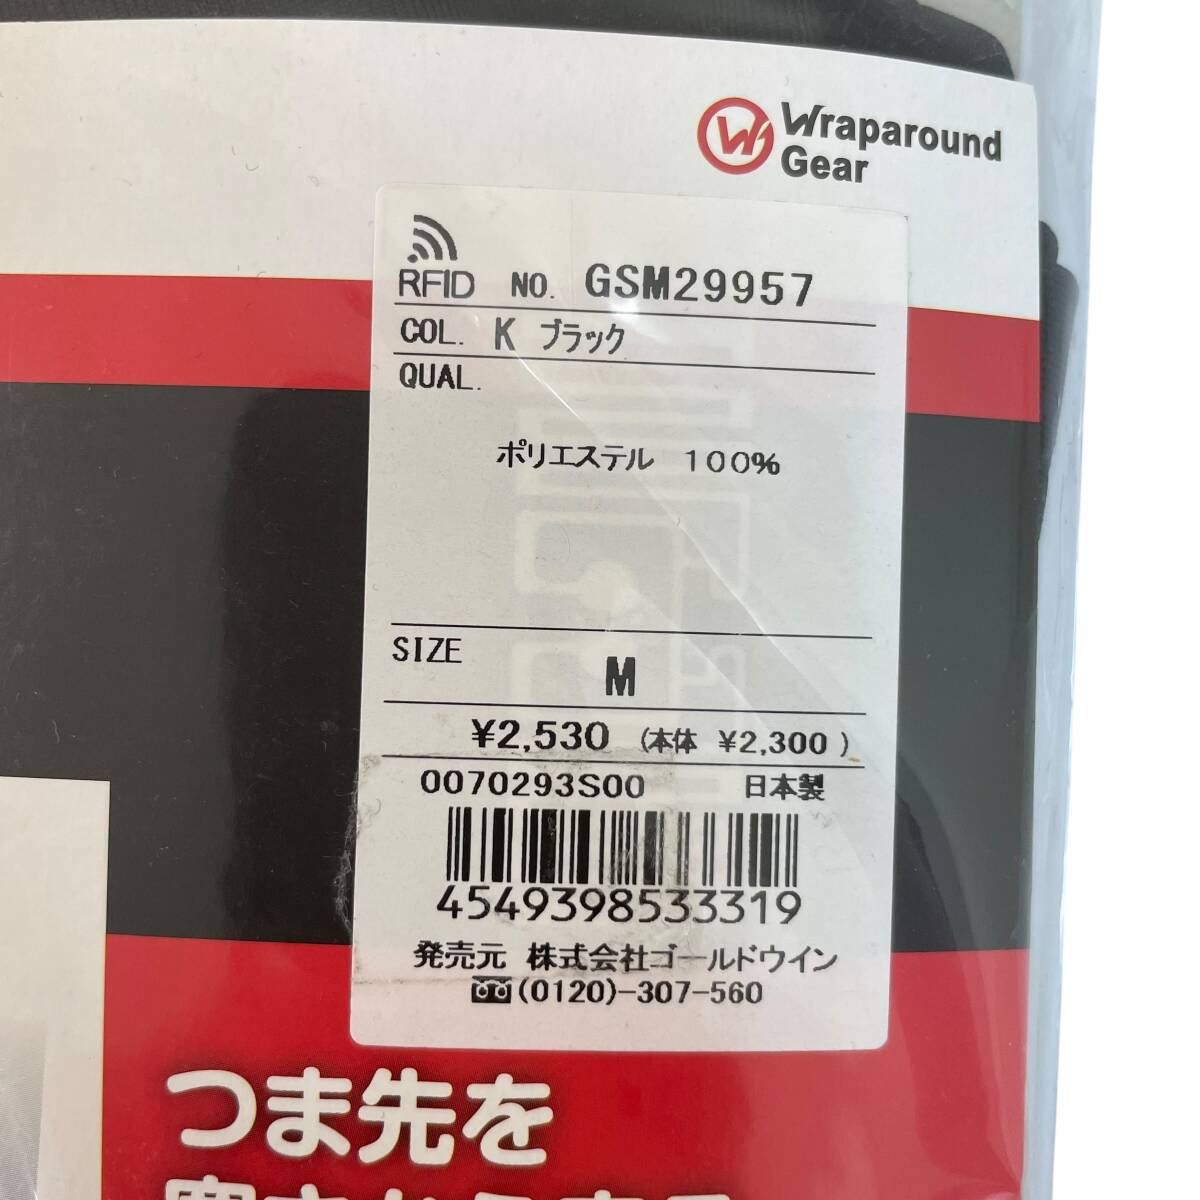 Wraparound
Gear
RFID NO. GSM29957
COL. K ブラック
QUAL.
ポリエステル 100%
SIZE
M
¥2,530 (本体 ¥2,300 )
0070293S00 日本製
4549398533319
発売元 株式会社ゴールドウイン
(0120)-307-560
つま先を